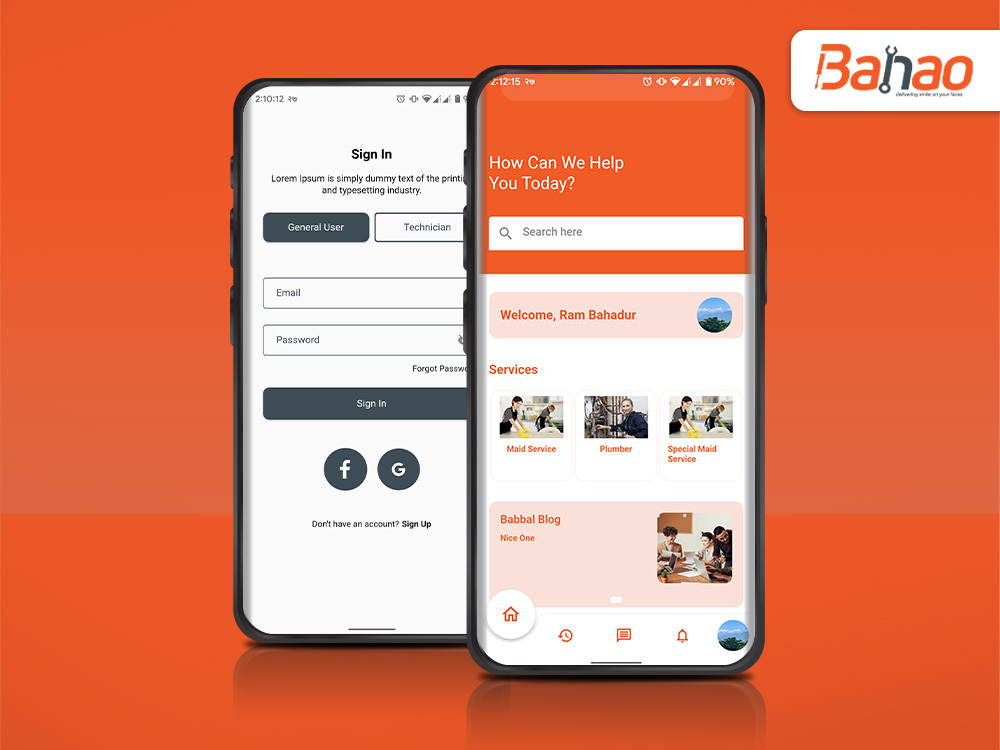 Bahao
delivering smile on your faces
2:10:12
Sign In
Lorem Ipsum is simply dummy text of the printi
and typesetting industry.
General User
Technician
Email
Password
Forgot Passwo
Sign In
f
G
Don't have an account? Sign Up
2:12:15
90%
How Can We Help
You Today?
Search here
Welcome, Ram Bahadur
Services
Maid Service
Plumber
Special Maid
Service
Babbal Blog
Nice One